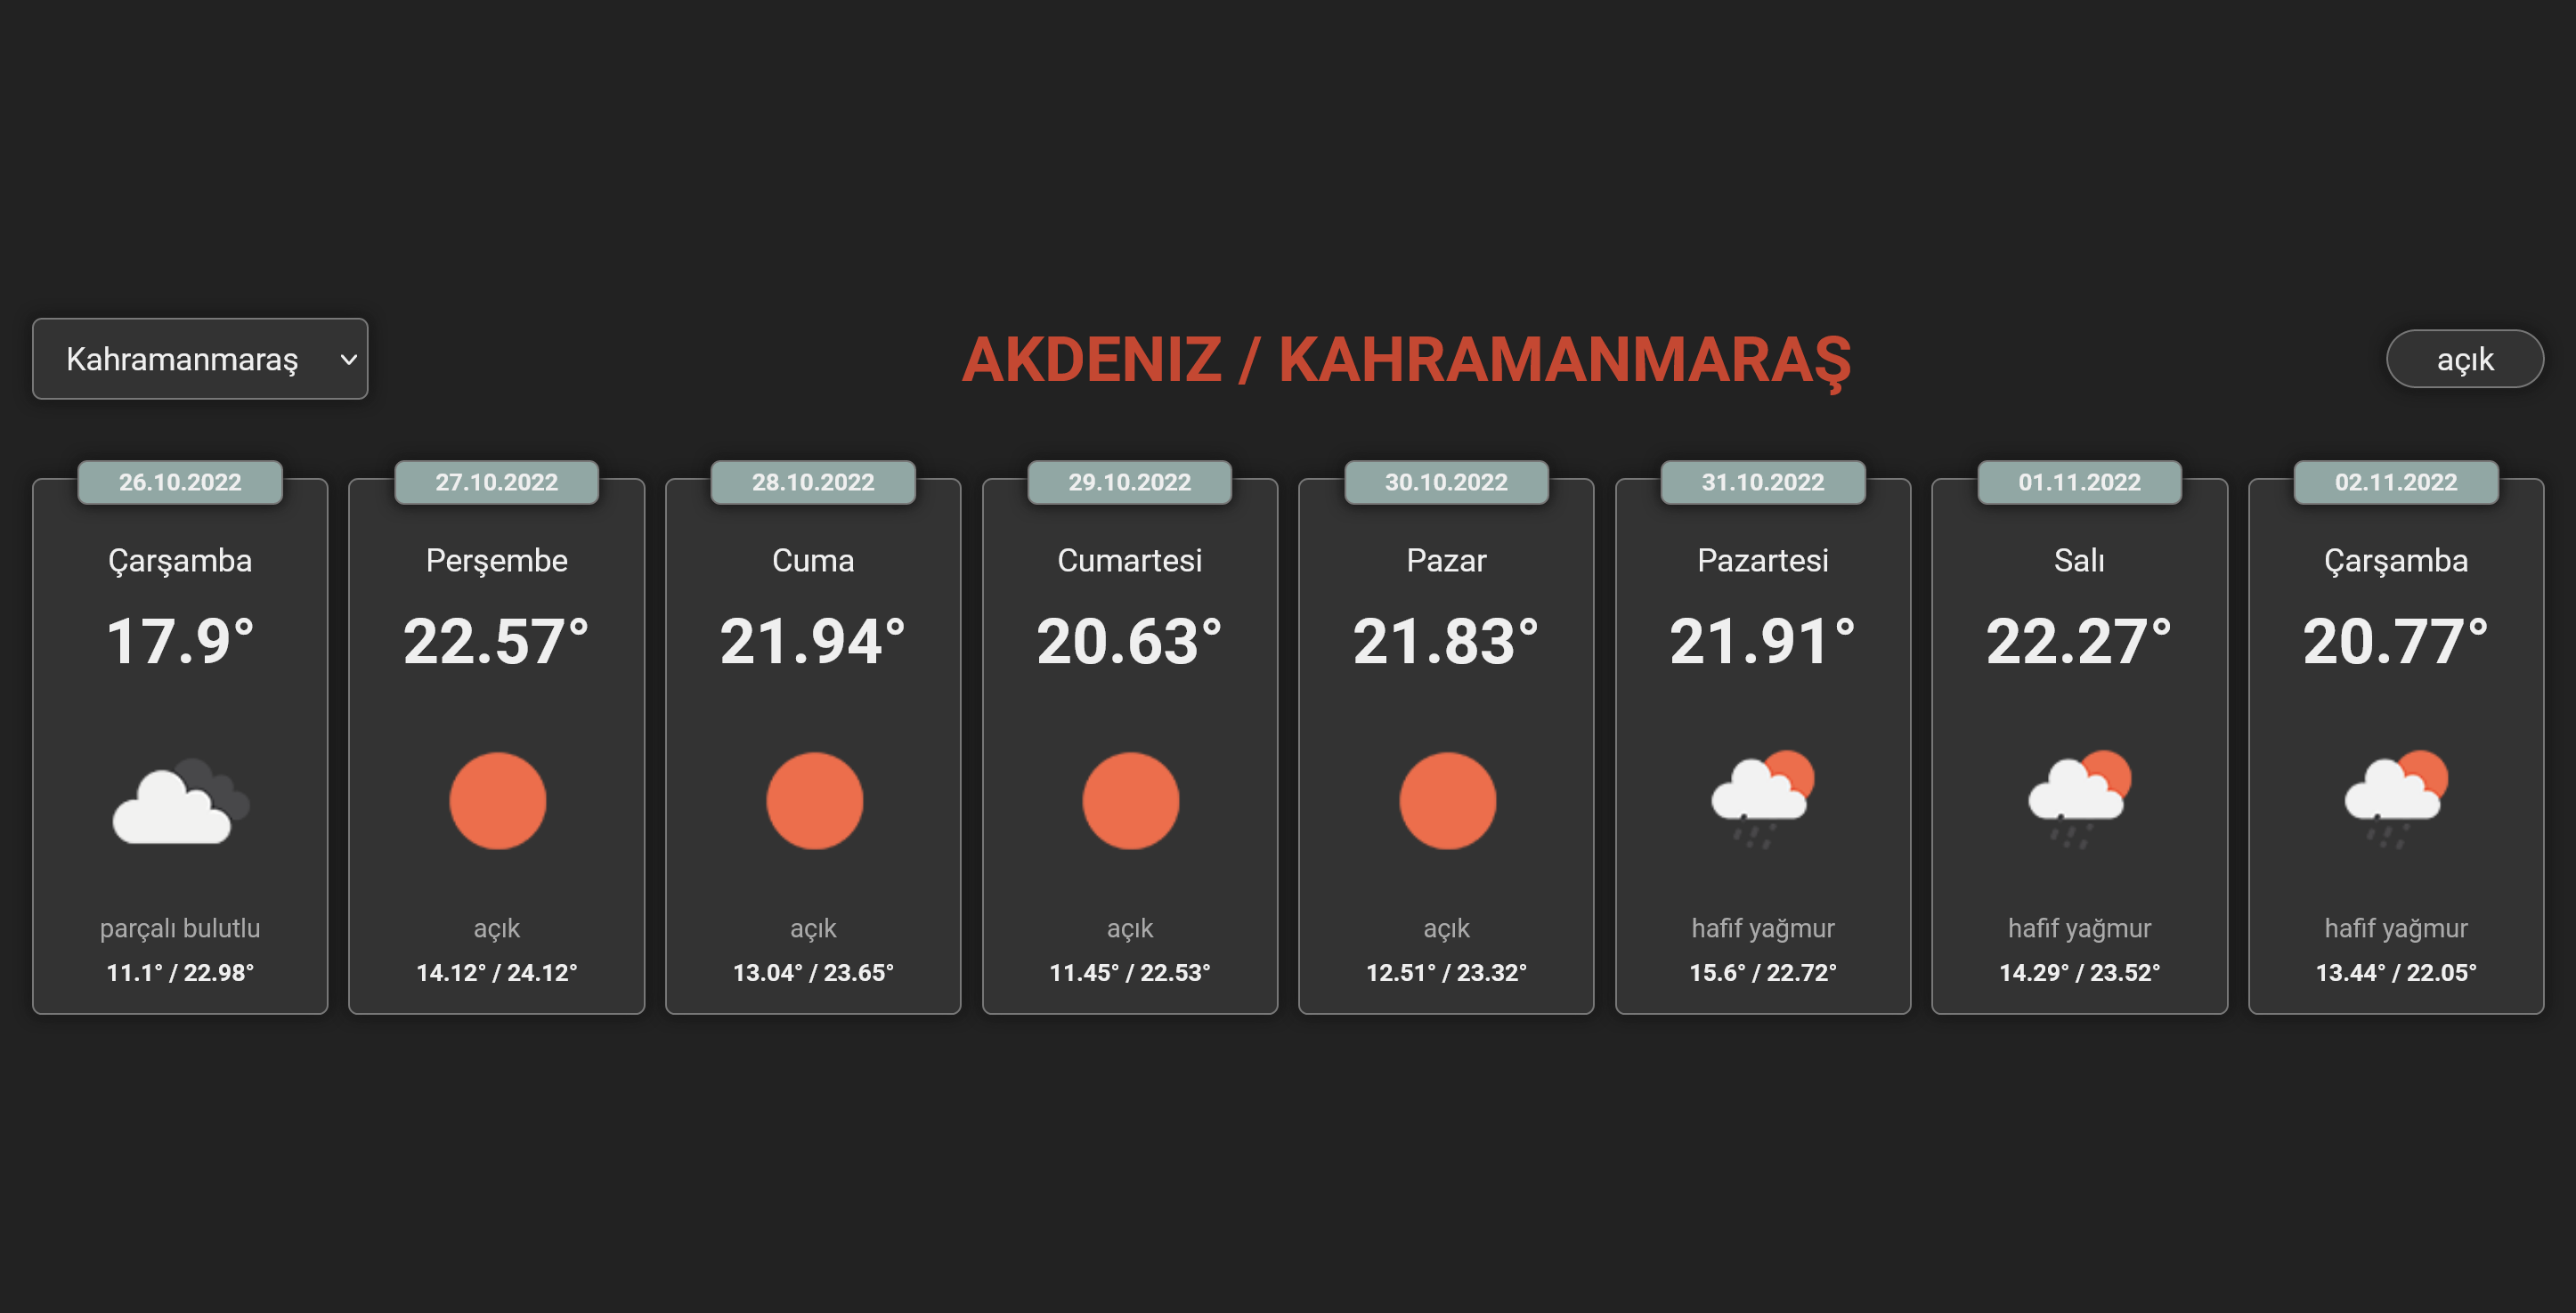 Kahramanmaraş
AKDENIZ / KAHRAMANMARAŞ
açık
26.10.2022
Çarşamba
17.9°
parçalı bulutlu
11.1° / 22.98°
27.10.2022
Perşembe
22.57°
açık
14.12° / 24.12°
28.10.2022
Cuma
21.94°
açık
13.04° / 23.65°
29.10.2022
Cumartesi
20.63°
açık
11.45° / 22.53°
30.10.2022
Pazar
21.83°
açık
12.51° / 23.32°
31.10.2022
Pazartesi
21.91°
hafif yağmur
15.6° / 22.72°
01.11.2022
Salı
22.27°
hafif yağmur
14.29° / 23.52°
02.11.2022
Çarşamba
20.77°
hafif yağmur
13.44° / 22.05°